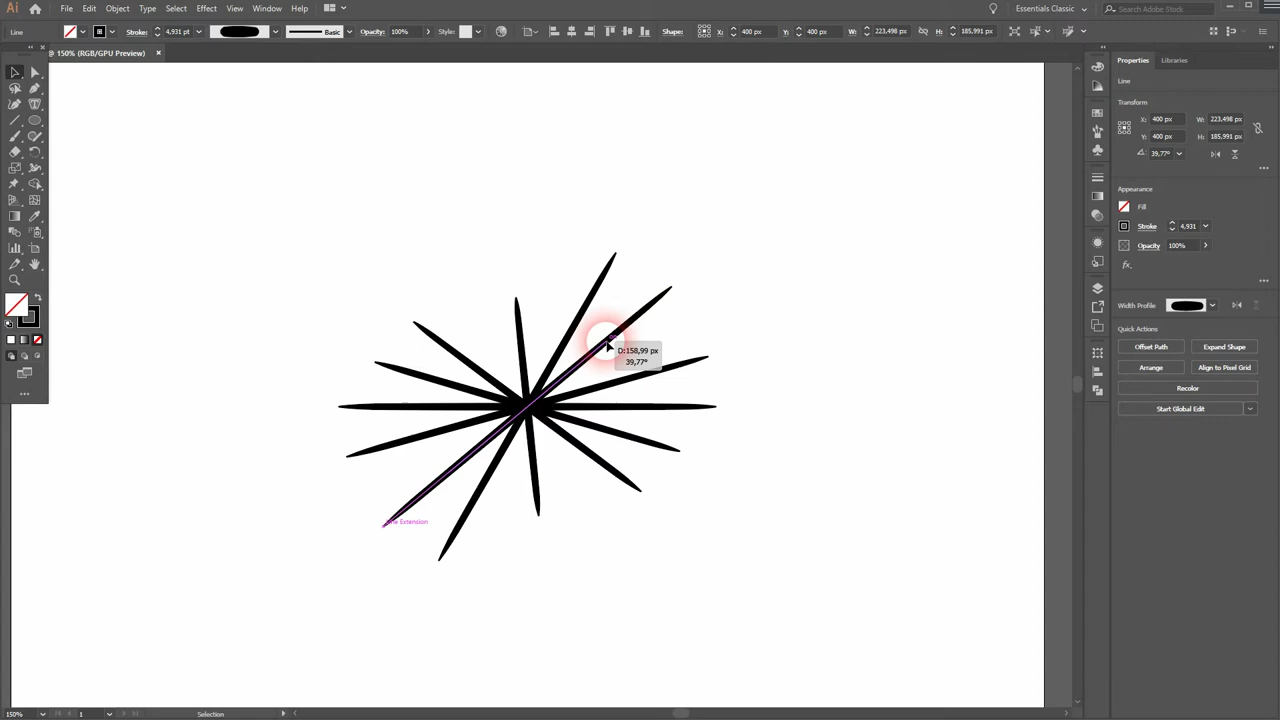 Ai File Edit Object Type Select Effect View Window Help Essentials Classic Search Adobe Stock
Line Stroke: 4,931 pt Basic Opacity: 100% Style: Shape: X: 400 px Y: 400 px W: 223,498 px H: 185,991 px
@ 150% (RGB/GPU Preview) ×
Properties Libraries
Line
Transform
X: 400 px W: 223,498 px
Y: 400 px H: 185,991 px
39,77°
Appearance
Fill
Stroke 4,931
Opacity 100%
fx
Width Profile
Quick Actions
Offset Path Expand Shape
Arrange Align to Pixel Grid
Recolor
Start Global Edit
D:158,99 px
39,77°
Line Extension
150% 1 Selection